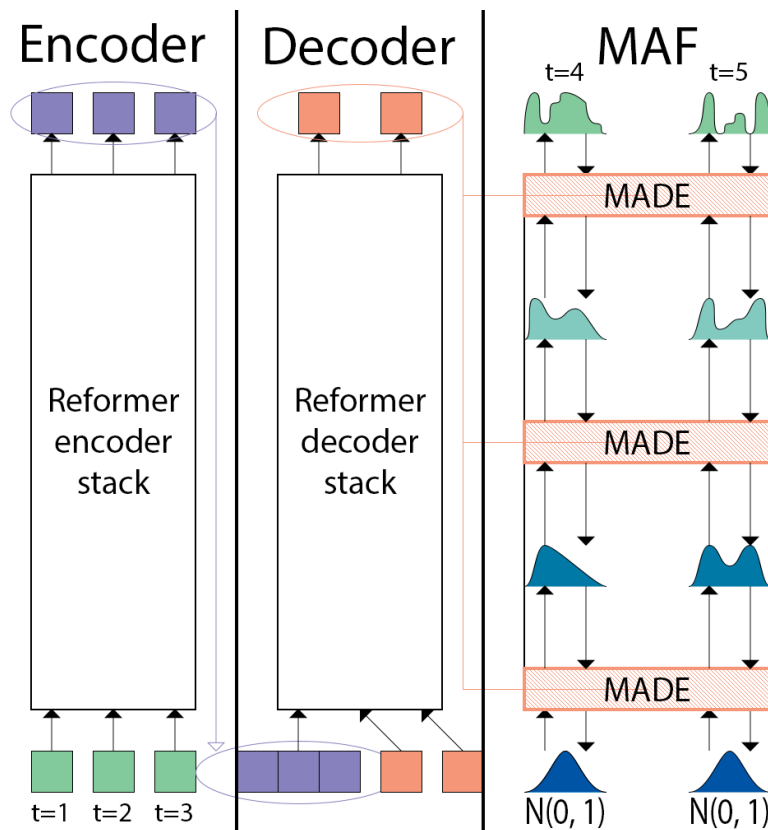 Encoder
Decoder
MAF
t=4
t=5
MADE
Reformer
encoder
stack
Reformer
decoder
stack
MADE
MADE
t=1
t=2
t=3
N(0, 1)
N(0, 1)